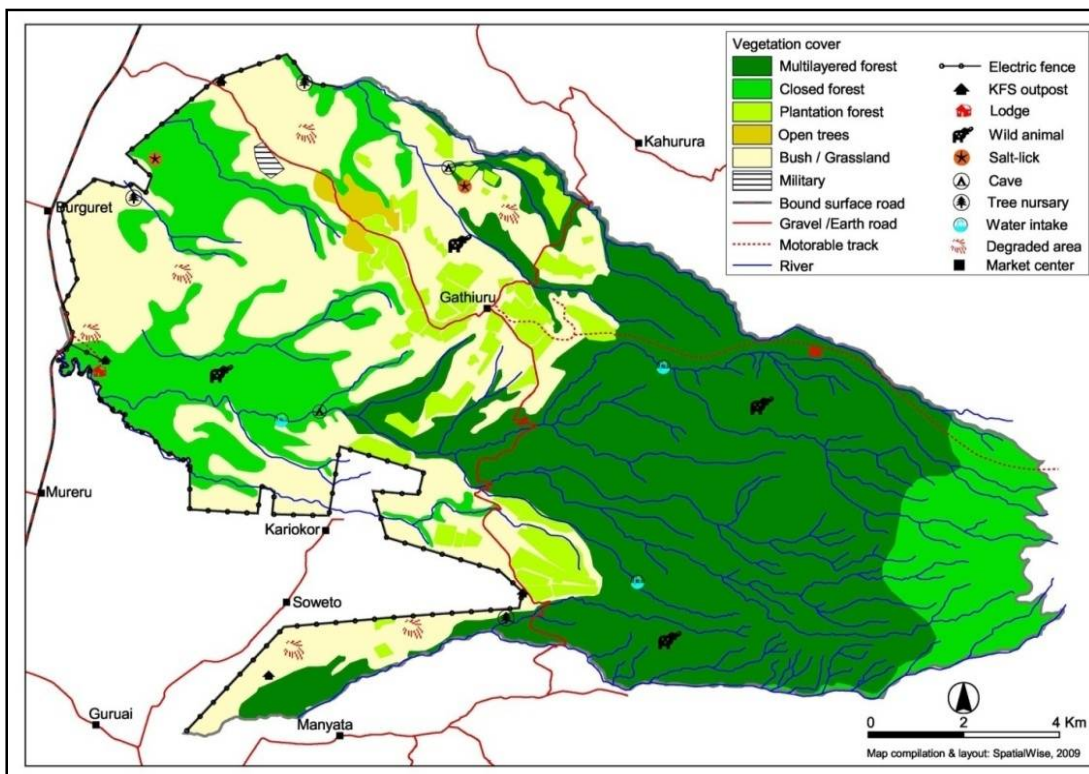 Vegetation cover
Multilayered forest
Closed forest
Plantation forest
Open trees
Bush / Grassland
Military
Bound surface road
Gravel /Earth road
Motorable track
River
Electric fence
KFS outpost
Lodge
Wild animal
Salt-lick
Cave
Tree nursary
Water intake
Degraded area
Market center
Kahurura
Burguret
Gathiuru
Mureru
Kariokor
Soweto
Guruai
Manyata
0 2 4 Km
Map compilation & layout: SpatialWise, 2009